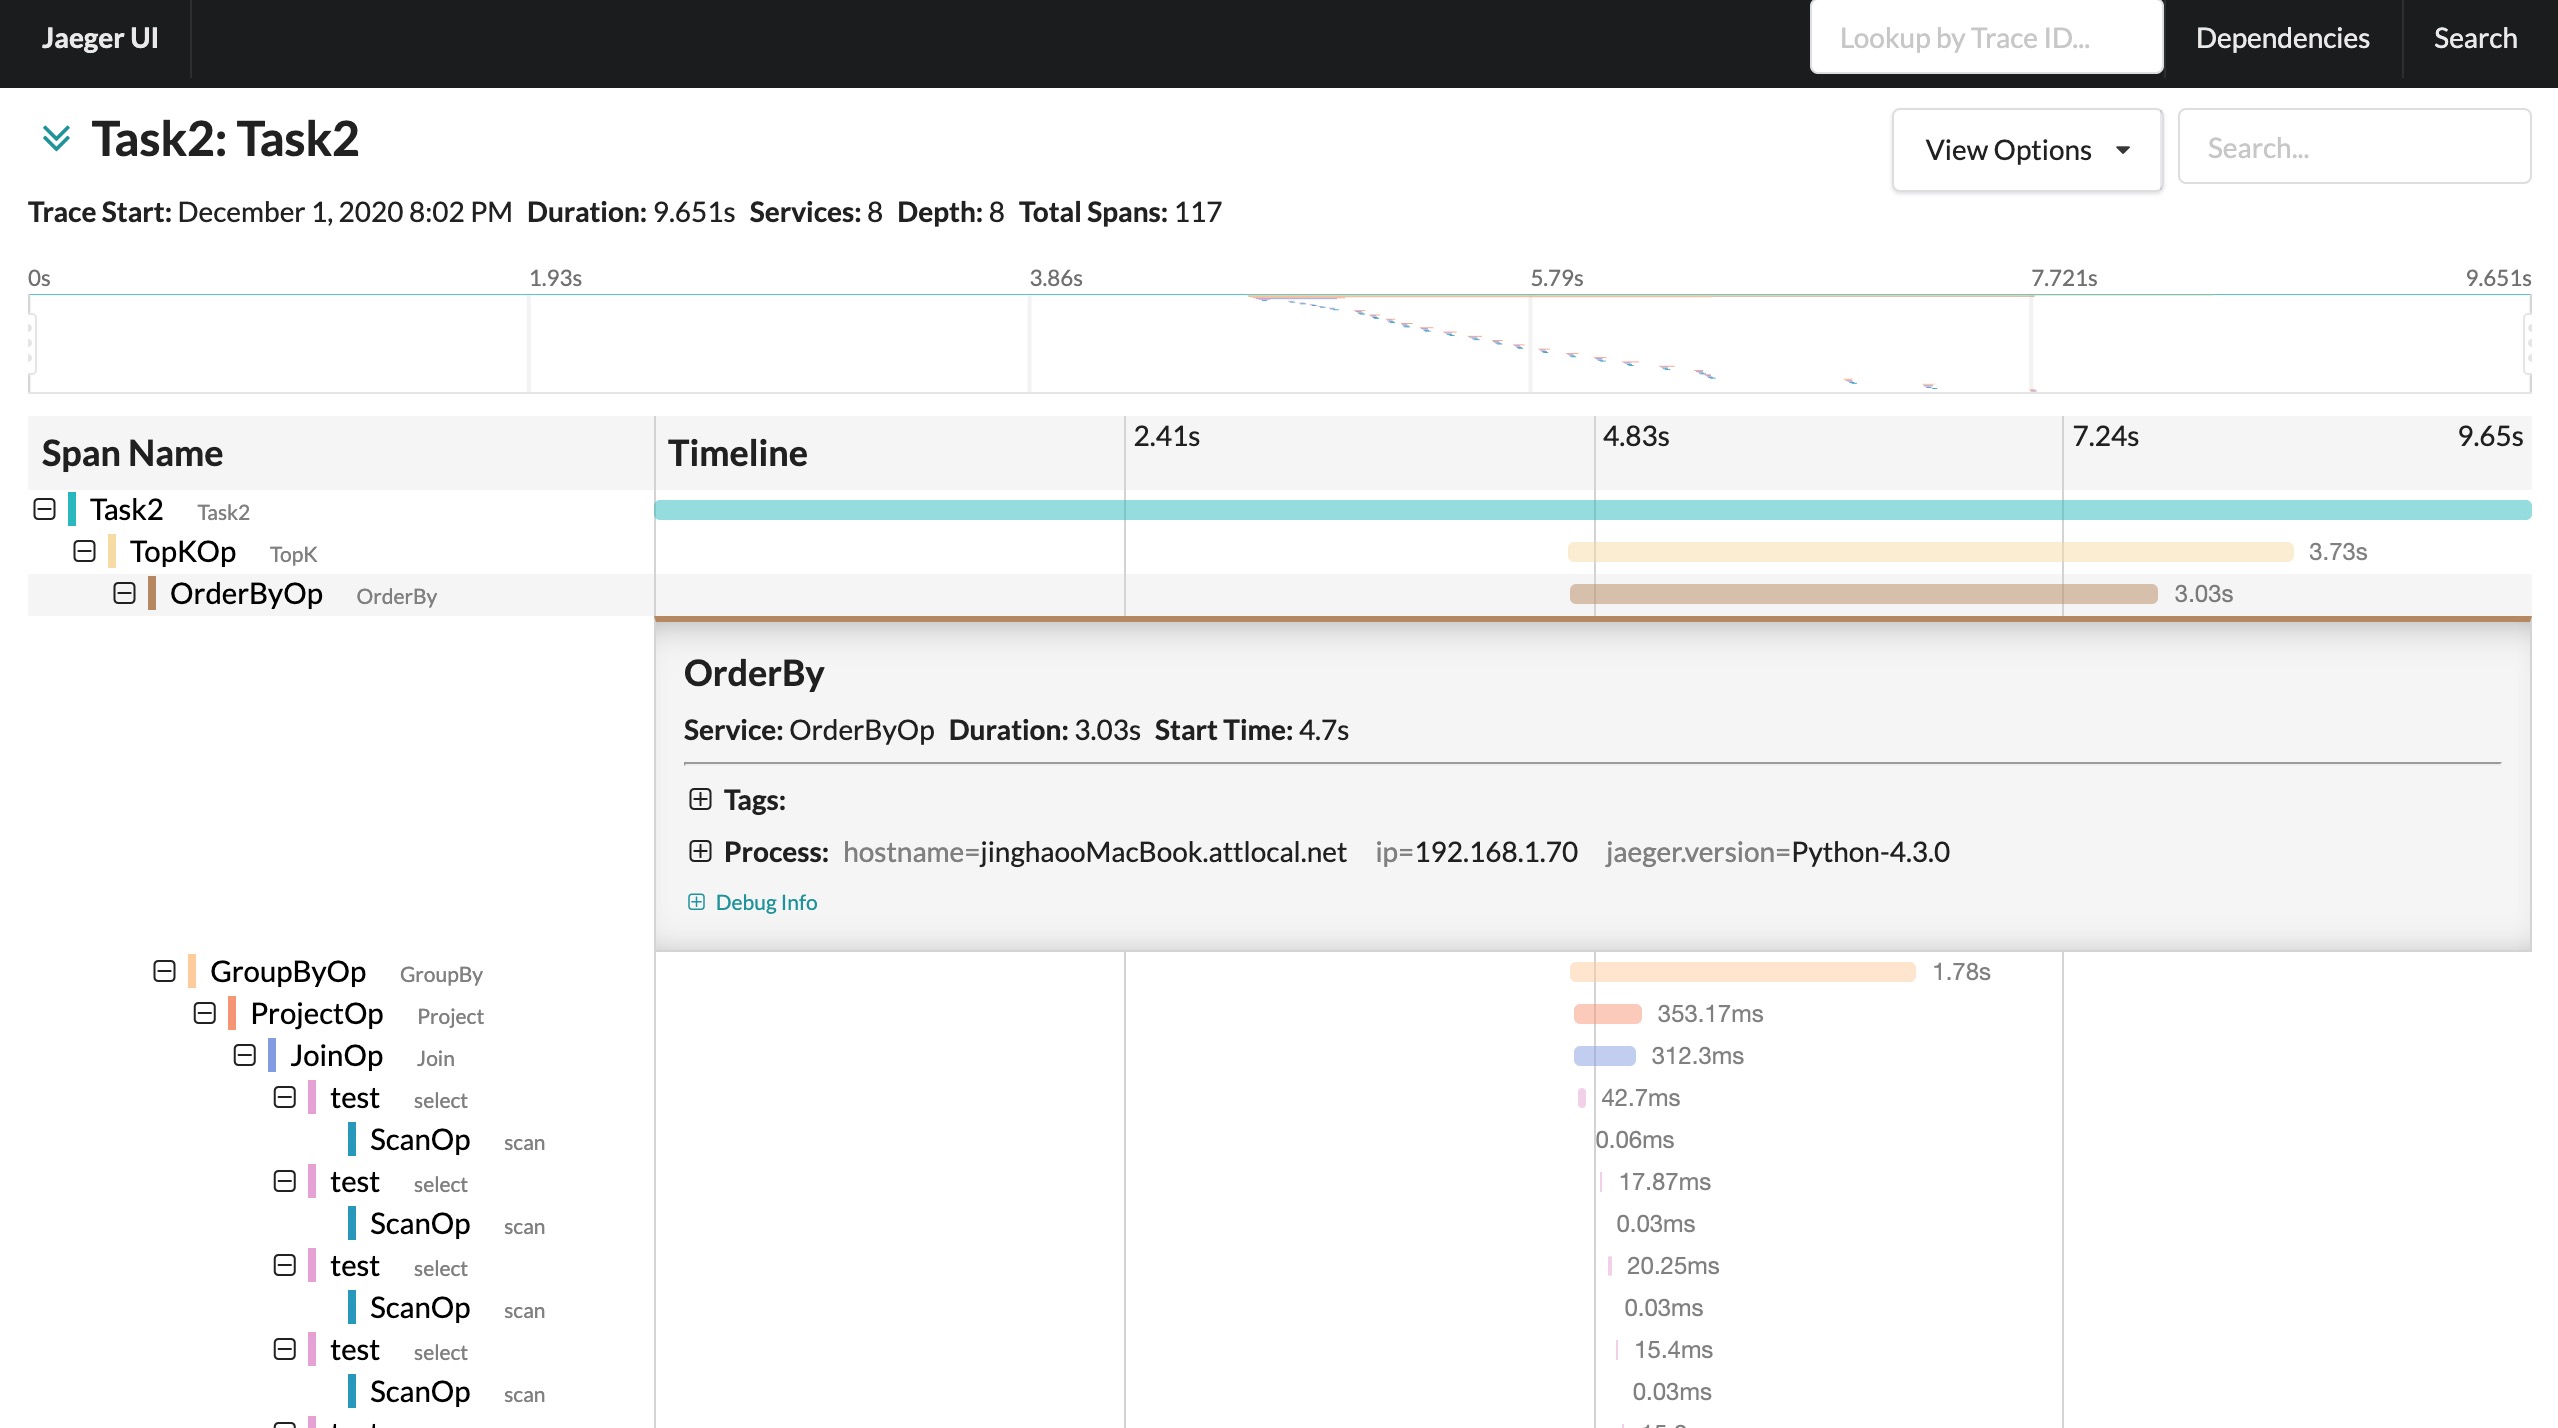 Jaeger UI Lookup by Trace ID... Dependencies Search
Task2: Task2 View Options Search...
Trace Start: December 1, 2020 8:02 PM Duration: 9.651s Services: 8 Depth: 8 Total Spans: 117
0s 1.93s 3.86s 5.79s 7.721s 9.651s
Span Name Timeline 2.41s 4.83s 7.24s 9.65s
Task2 Task2
TopKOp TopK 3.73s
OrderByOp OrderBy 3.03s
OrderBy
Service: OrderByOp Duration: 3.03s Start Time: 4.7s
Tags:
Process: hostname=jinghaooMacBook.attlocal.net ip=192.168.1.70 jaeger.version=Python-4.3.0
Debug Info
GroupByOp GroupBy 1.78s
ProjectOp Project 353.17ms
JoinOp Join 312.3ms
test select 42.7ms
ScanOp scan 0.06ms
test select 17.87ms
ScanOp scan 0.03ms
test select 20.25ms
ScanOp scan 0.03ms
test select 15.4ms
ScanOp scan 0.03ms